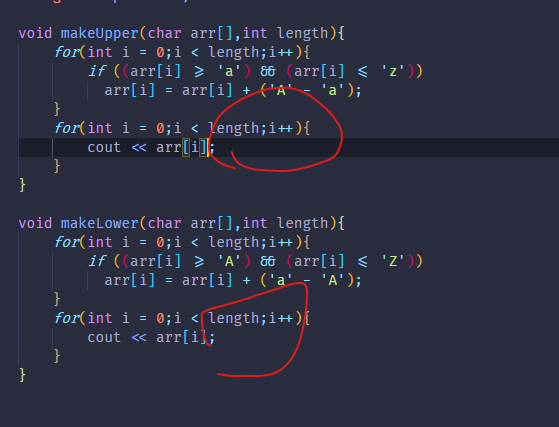 void makeUpper(char arr[],int length){
for(int i = 0;i < length;i++){
if ((arr[i] >= 'a') && (arr[i] <= 'z'))
arr[i] = arr[i] + ('A' - 'a');
}
for(int i = 0;i < length;i++){
cout << arr[i];
}
}
void makeLower(char arr[],int length){
for(int i = 0;i < length;i++){
if ((arr[i] >= 'A') && (arr[i] <= 'Z'))
arr[i] = arr[i] + ('a' - 'A');
}
for(int i = 0;i < length;i++){
cout << arr[i];
}
}